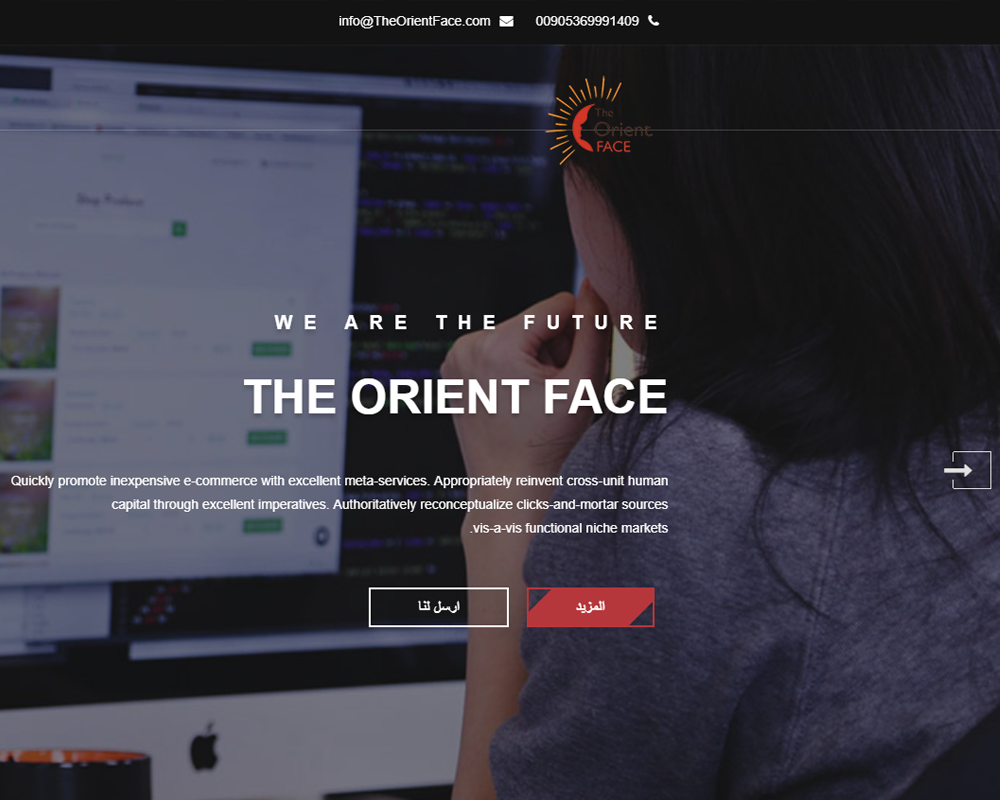 info@TheOrientFace.com 00905369991409
The
Orient
FACE
WE ARE THE FUTURE
THE ORIENT FACE
Quickly promote inexpensive e-commerce with excellent meta-services. Appropriately reinvent cross-unit human
capital through excellent imperatives. Authoritatively reconceptualize clicks-and-mortar sources
.vis-a-vis functional niche markets
المزيد
ارسل لنا